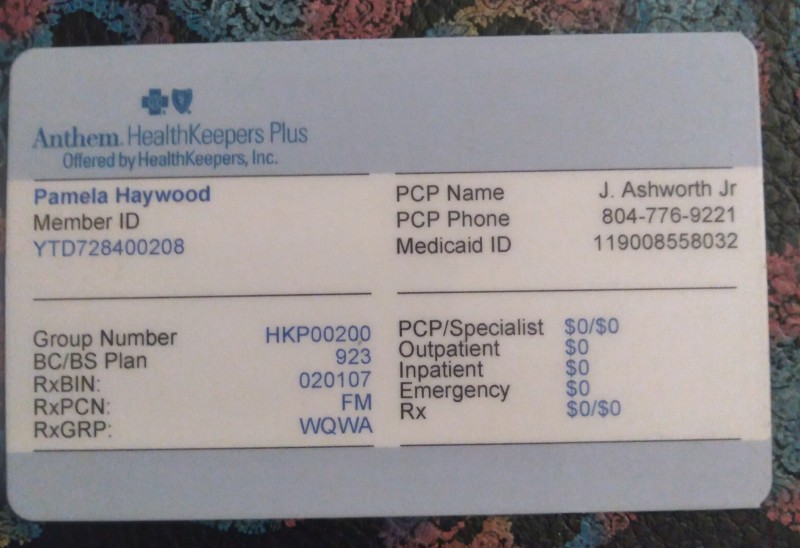 Anthem HealthKeepers Plus
Offered by HealthKeepers, Inc.
Pamela Haywood
Member ID
YTD728400208
PCP Name J. Ashworth Jr
PCP Phone 804-776-9221
Medicaid ID 119008558032
Group Number HKP00200
BC/BS Plan 923
RxBIN: 020107
RxPCN: FM
RxGRP: WQWA
PCP/Specialist $0/$0
Outpatient $0
Inpatient $0
Emergency $0
Rx $0/$0